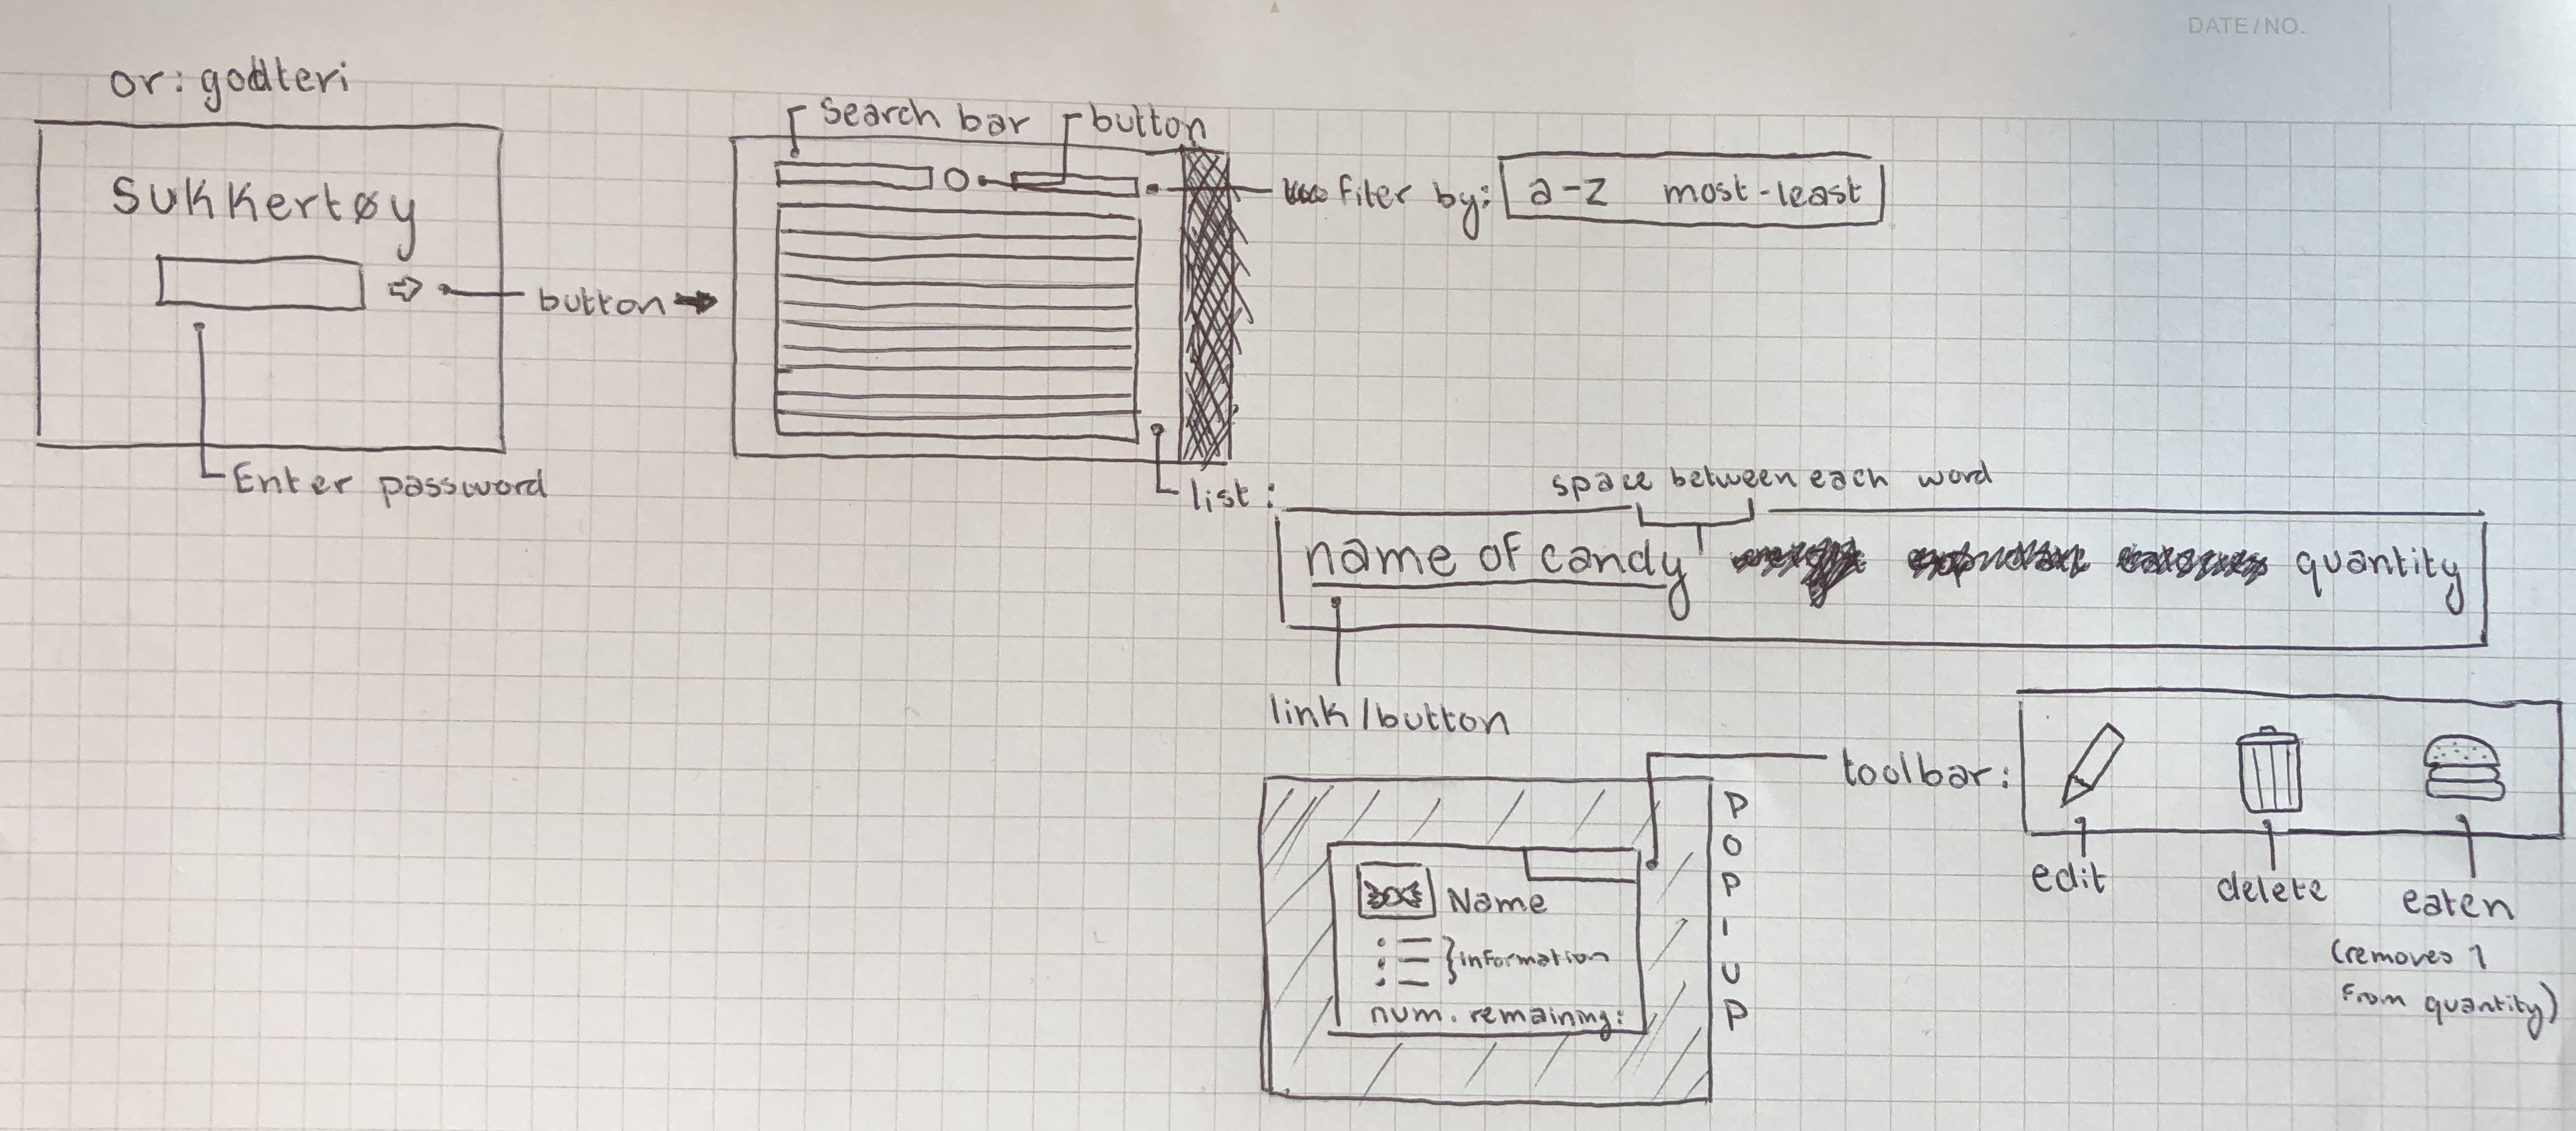 DATE/NO.
or: godteri
Sukkertøy
button
Enter password
search bar
button
filter by:
a-z most-least
list:
space between each word
name of candy quantity
link/button
toolbar:
edit
delete
eaten
(removes 1
from quantity)
POP-UP
Name
information
num. remaining: